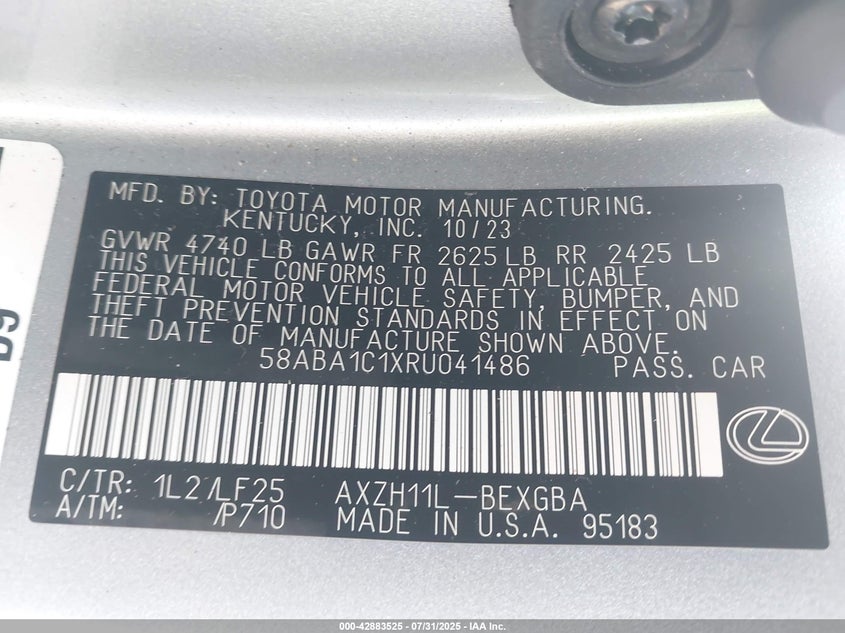 MFD. BY: TOYOTA MOTOR MANUFACTURING.
KENTUCKY, INC. 10/23
GVWR 4740 LB GAWR FR 2625 LB RR 2425 LB
THIS VEHICLE CONFORMS TO ALL APPLICABLE
FEDERAL MOTOR VEHICLE SAFETY, BUMPER, AND
THEFT PREVENTION STANDARDS IN EFFECT ON
THE DATE OF MANUFACTURE SHOWN ABOVE.
58ABA1C1XRU041486 PASS. CAR
C/TR: 1L2/LF25 AXZH11L-BEXGBA
A/TM: /P710 MADE IN U.S.A. 95183
000-42883525 - 07/31/2025 - IAA Inc.